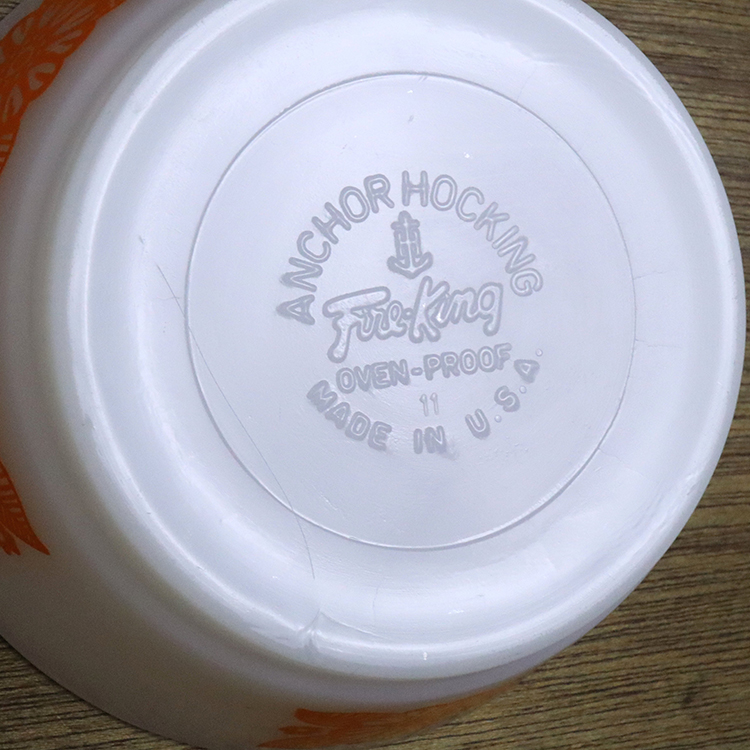 ANCHOR HOCKING
Fire-King
OVEN-PROOF
11
MADE IN U.S.A.